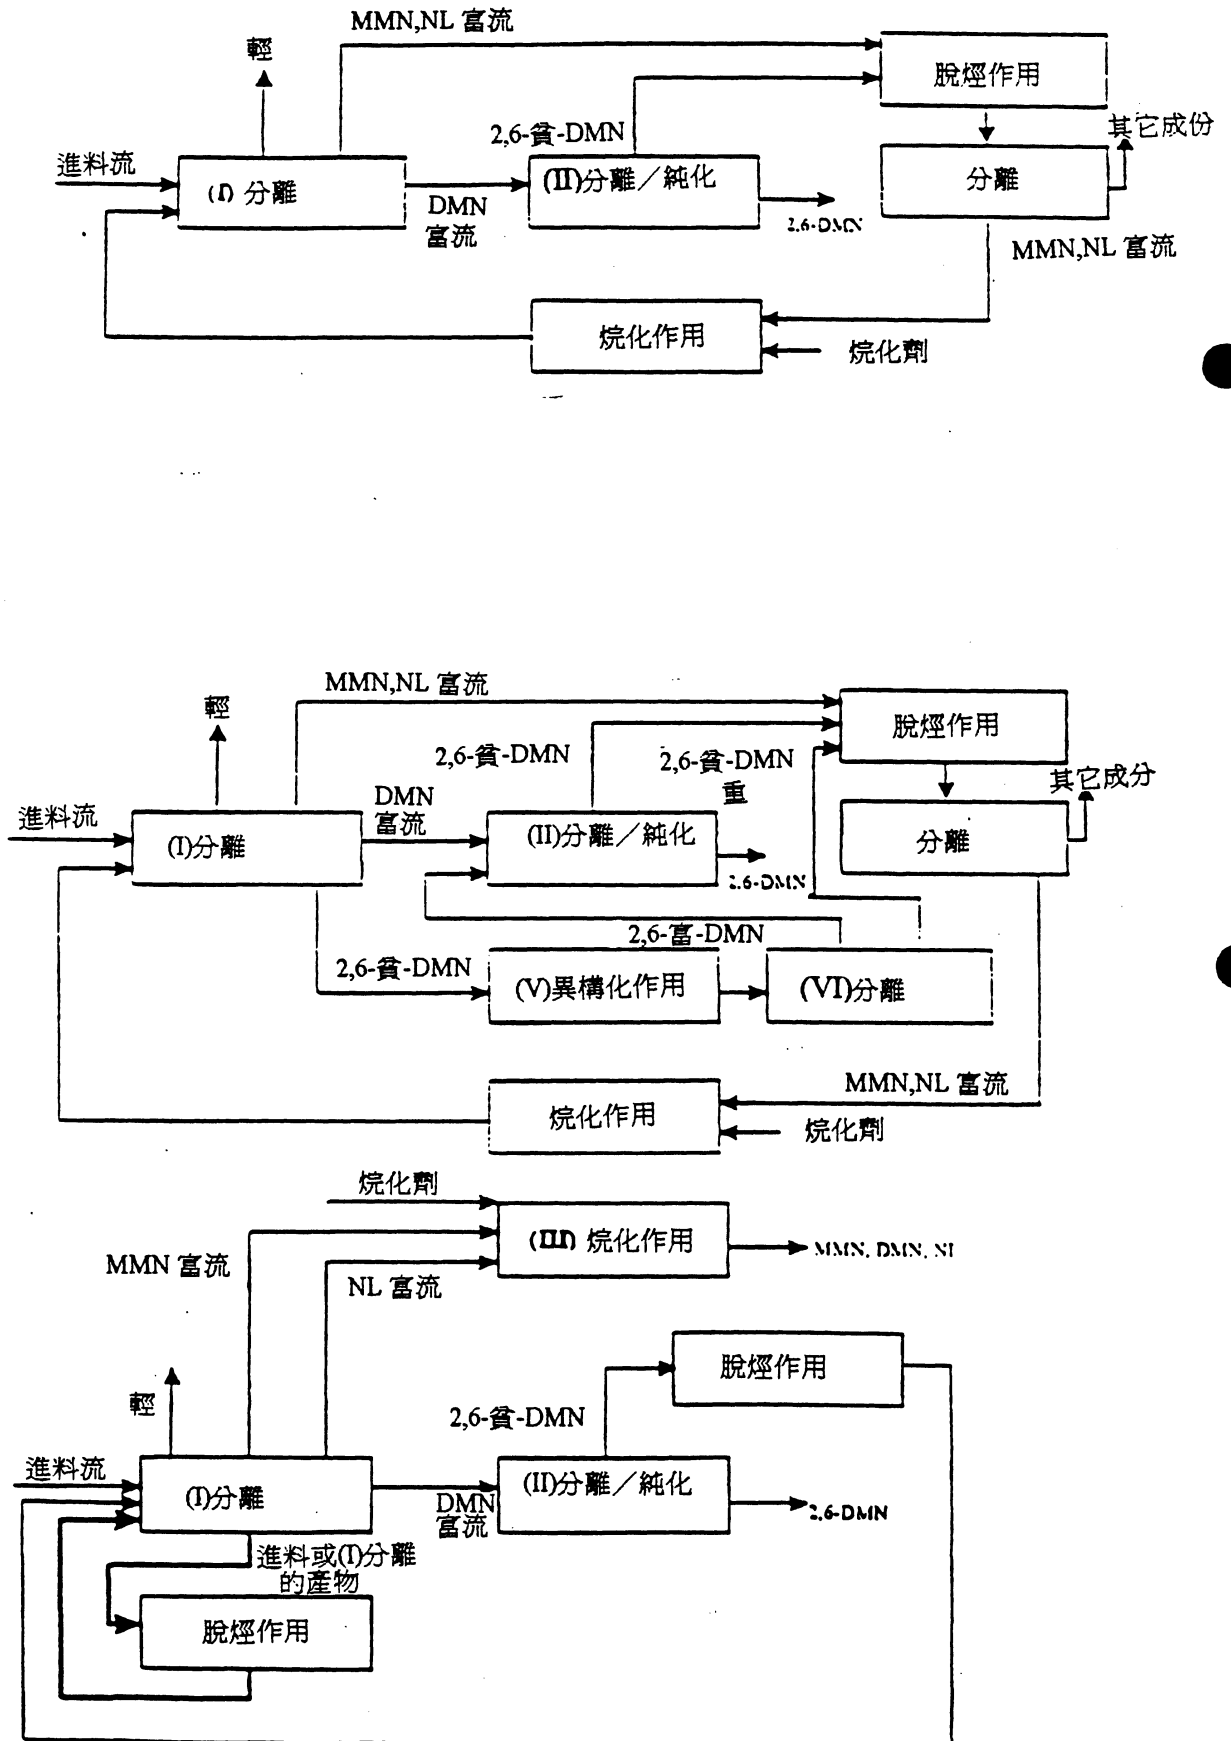 MMN,NL 富流
輕
脫烴作用
2,6-貧-DMN
其它成份
進料流
(I) 分離
(II)分離／純化
分離
DMN
富流
2,6-DMN
MMN,NL 富流
烷化作用
烷化劑
MMN,NL 富流
輕
脫烴作用
2,6-貧-DMN
2,6-貧-DMN
重
其它成分
DMN
富流
進料流
(I)分離
(II)分離／純化
分離
2,6-DMN
2,6-富-DMN
2,6-貧-DMN
(V)異構化作用
(VI)分離
MMN,NL 富流
烷化作用
烷化劑
烷化劑
(III) 烷化作用
MMN, DMN, NL
MMN 富流
NL 富流
脫烴作用
輕
2,6-貧-DMN
進料流
(I)分離
(II)分離／純化
DMN
富流
2,6-DMN
進料或(I)分離
的產物
脫烴作用